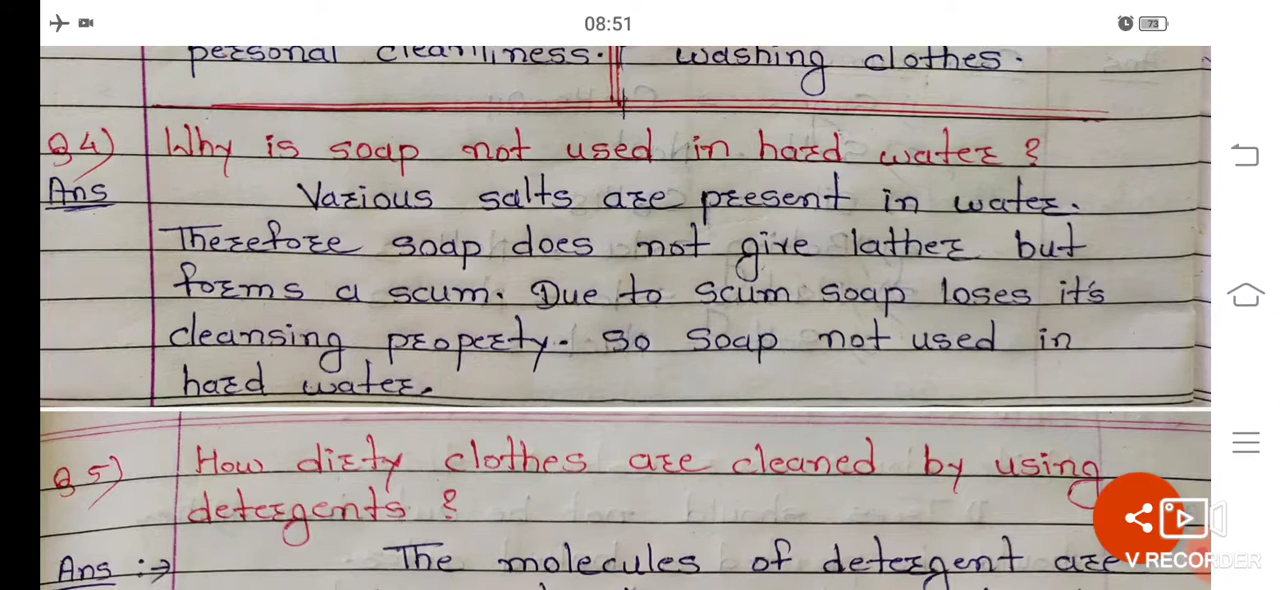 08:51
73
personal cleanliness. washing clothes.
Q4) Why is soap not used in hard water?
Ans Various salts are present in water.
Therefore soap does not give lather but
forms a scum. Due to scum soap loses it's
cleansing property. so soap not used in
hard water.
Q5) How dirty clothes are cleaned by using
detergents?
Ans :→ The molecules of detergent are
V RECORDER